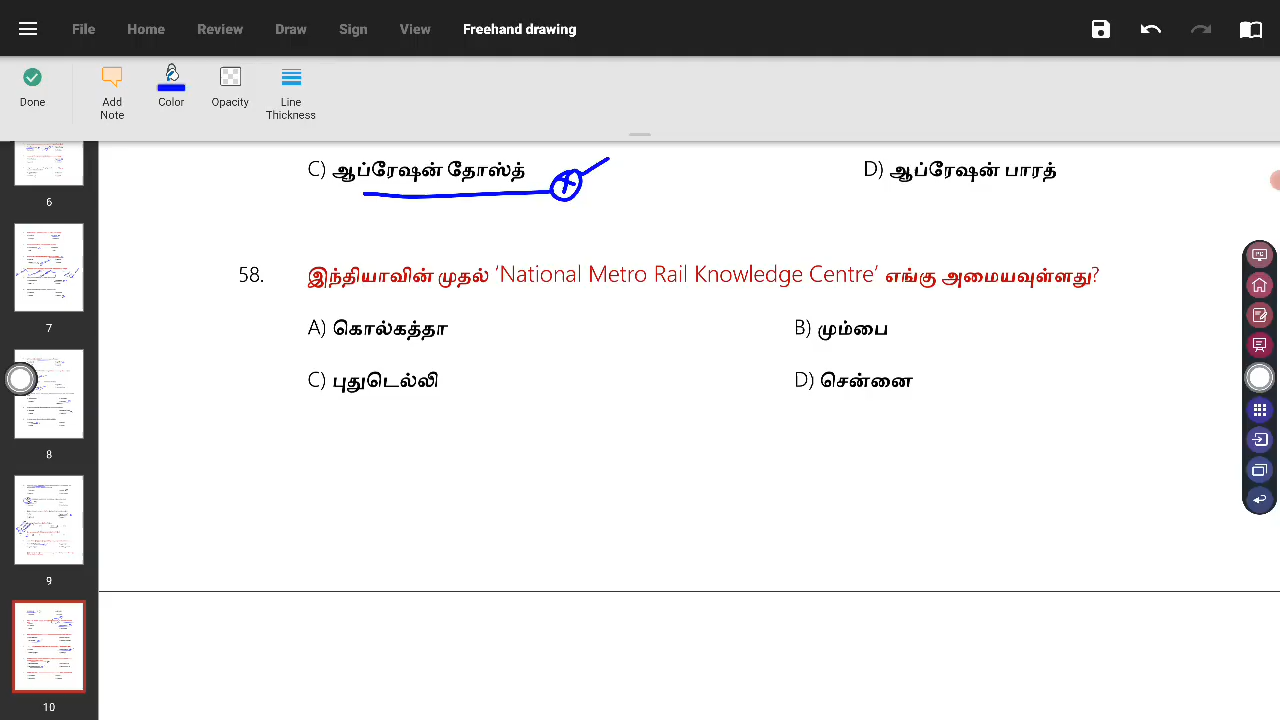 File Home Review Draw Sign View Freehand drawing
Done Add Note Color Opacity Line Thickness
C) ஆப்ரேஷன் தோஸ்த் D) ஆப்ரேஷன் பாரத்
6
58. இந்தியாவின் முதல் ‘National Metro Rail Knowledge Centre’ எங்கு அமையவுள்ளது?
A) கொல்கத்தா B) மும்பை
7
C) புதுடெல்லி D) சென்னை
8
9
10